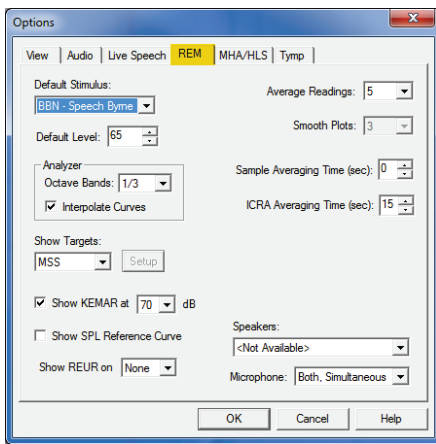 Options
View Audio Live Speech REM MHA/HLS Tymp
Default Stimulus:
BBN - Speech Byrne
Default Level: 65
Analyzer
Octave Bands: 1/3
Interpolate Curves
Show Targets:
MSS Setup
Show KEMAR at 70 dB
Show SPL Reference Curve
Show REUR on None
Average Readings: 5
Smooth Plots: 3
Sample Averaging Time (sec): 0
ICRA Averaging Time (sec): 15
Speakers:
<Not Available>
Microphone: Both, Simultaneous
OK Cancel Help